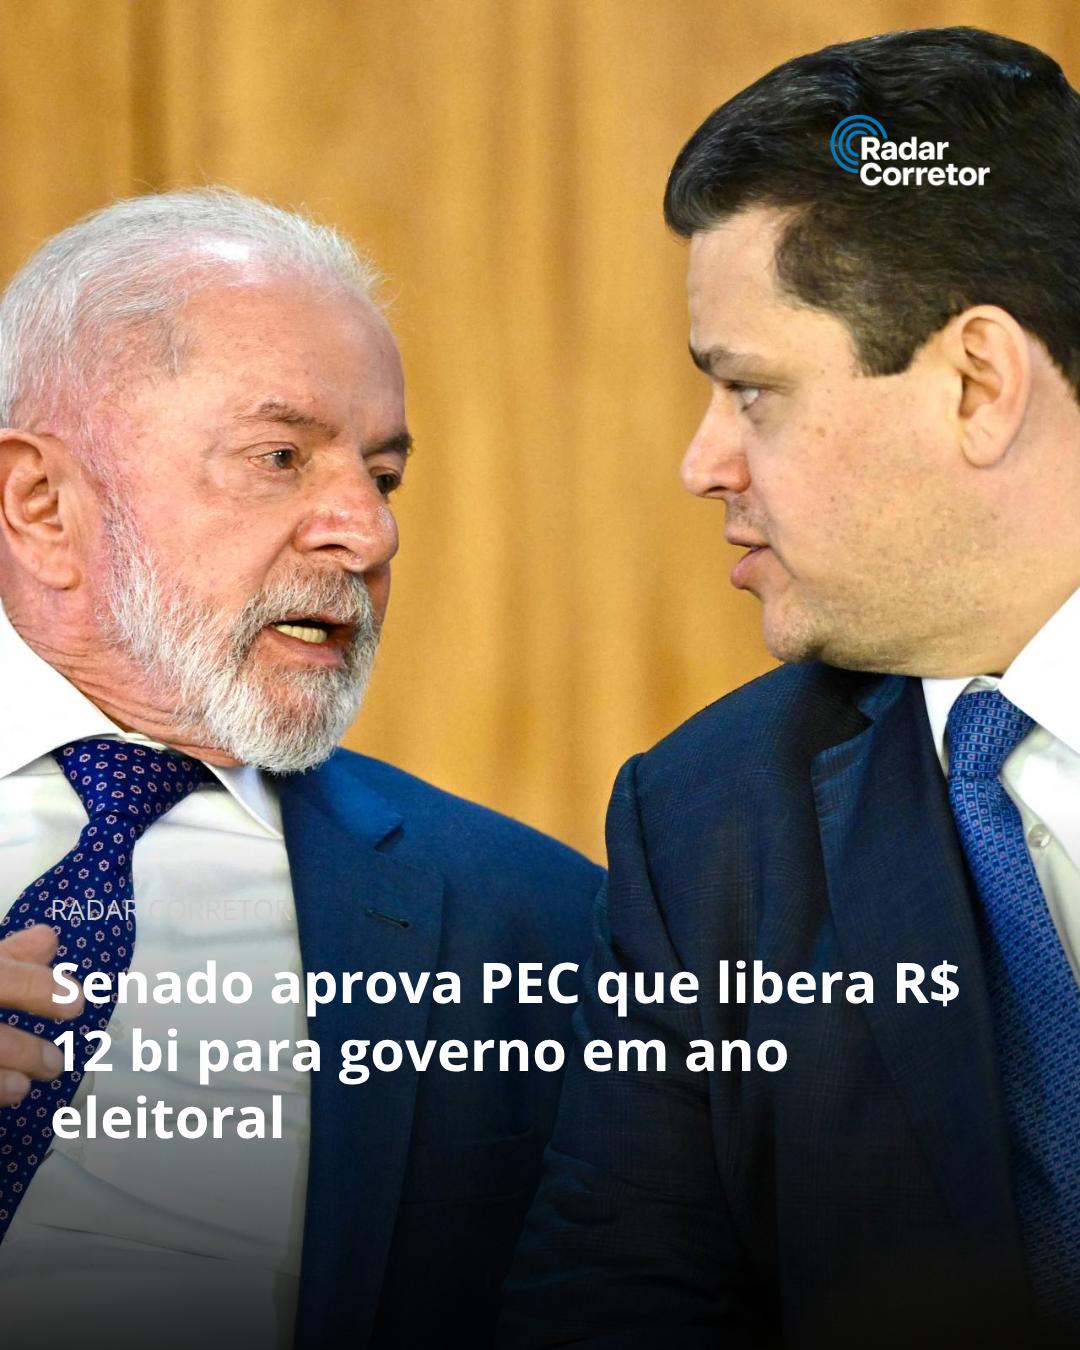 Radar
Corretor
RADAR CORRETOR
Senado aprova PEC que libera R$
12 bi para governo em ano
eleitoral